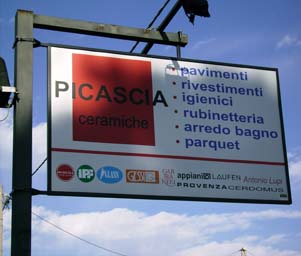 PICASCIA
ceramiche
• pavimenti
• rivestimenti
• igienici
• rubinetteria
• arredo bagno
• parquet
appiani LAUFEN Antonio Lupi
PROVENZA CERDOMUS